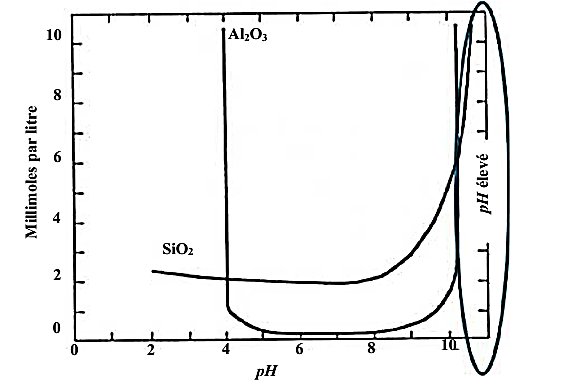 10
Al₂O₃
8
6
4
SiO₂
2
0
Millimoles par litre
pH élevé
0 2 4 6 8 10
pH